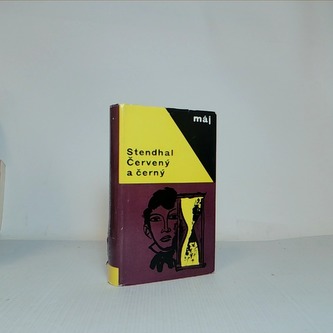 máj
Stendhal
Červený
a černý